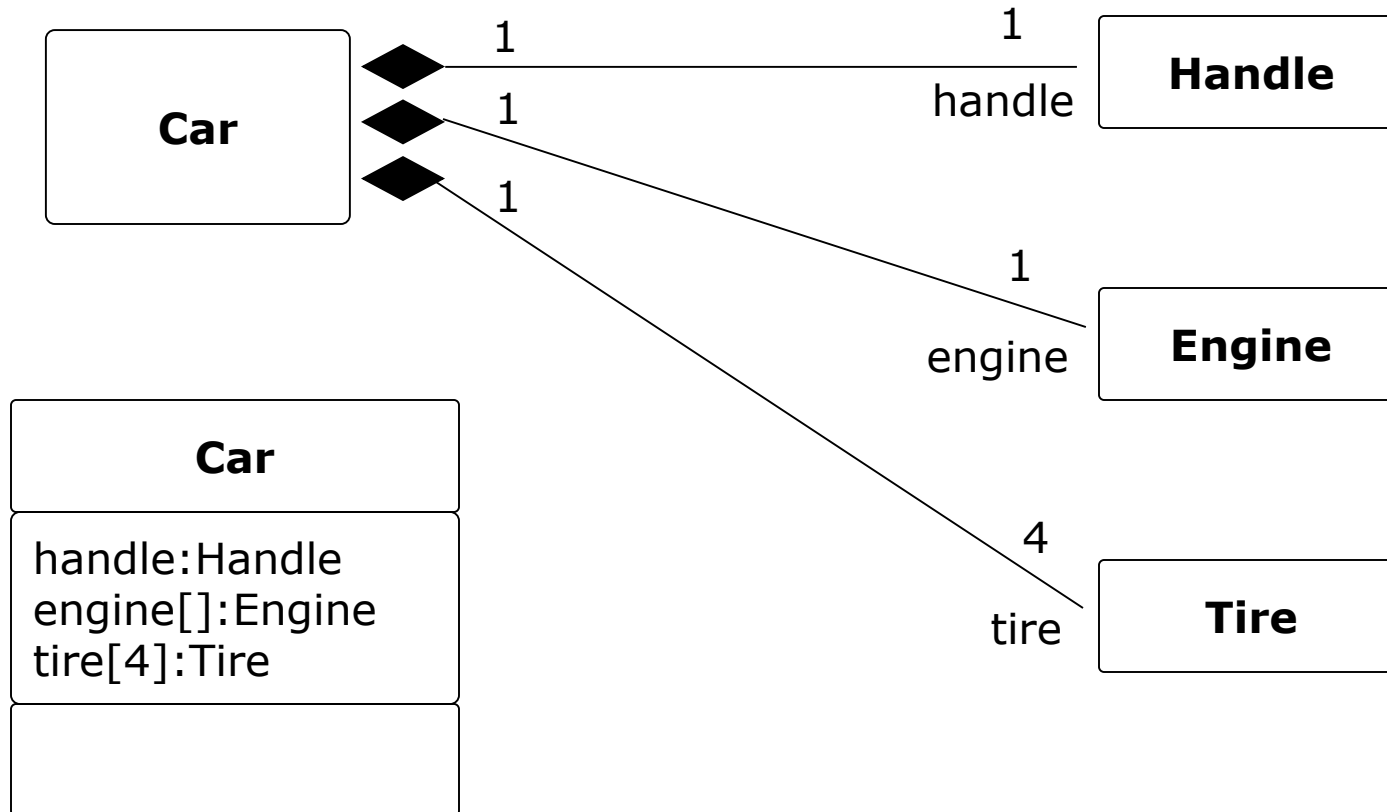 Car
1
1
Handle
handle
1
1
Engine
engine
1
4
Tire
tire
Car
handle:Handle
engine[]:Engine
tire[4]:Tire